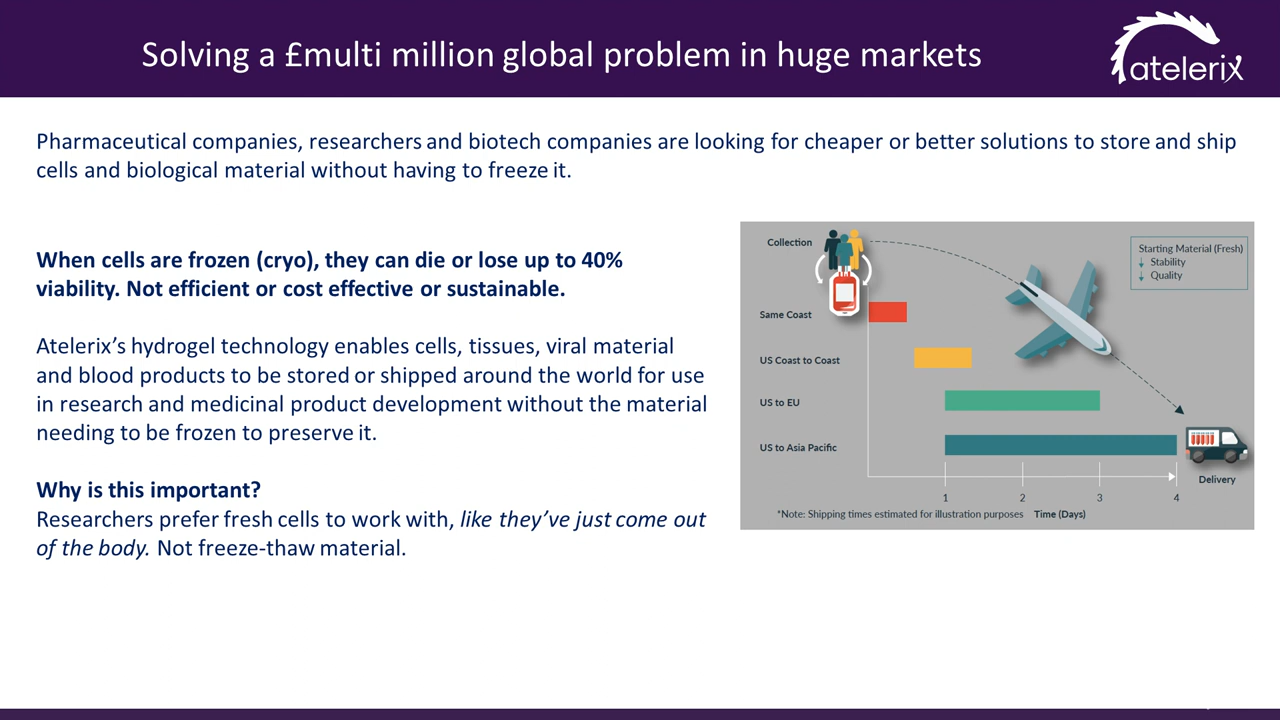 Solving a £multi million global problem in huge markets
atelerix
Pharmaceutical companies, researchers and biotech companies are looking for cheaper or better solutions to store and ship
cells and biological material without having to freeze it.
When cells are frozen (cryo), they can die or lose up to 40%
viability. Not efficient or cost effective or sustainable.
Atelerix’s hydrogel technology enables cells, tissues, viral material
and blood products to be stored or shipped around the world for use
in research and medicinal product development without the material
needing to be frozen to preserve it.
Why is this important?
Researchers prefer fresh cells to work with, like they’ve just come out
of the body. Not freeze-thaw material.
Collection
Starting Material (Fresh)
↓ Stability
↓ Quality
Same Coast
US Coast to Coast
US to EU
US to Asia Pacific
Delivery
1 2 3 4
*Note: Shipping times estimated for illustration purposes Time (Days)